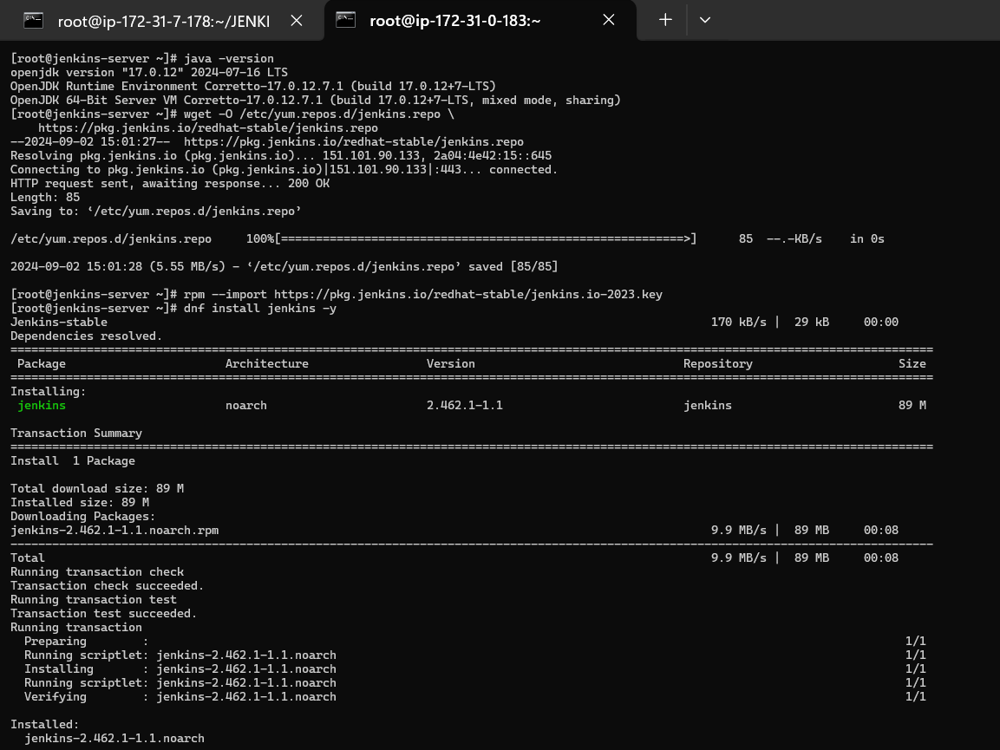 root@ip-172-31-7-178:~/JENKI
root@ip-172-31-0-183:~
[root@jenkins-server ~]# java -version
openjdk version "17.0.12" 2024-07-16 LTS
OpenJDK Runtime Environment Corretto-17.0.12.7.1 (build 17.0.12+7-LTS)
OpenJDK 64-Bit Server VM Corretto-17.0.12.7.1 (build 17.0.12+7-LTS, mixed mode, sharing)
[root@jenkins-server ~]# wget -O /etc/yum.repos.d/jenkins.repo \
    https://pkg.jenkins.io/redhat-stable/jenkins.repo
--2024-09-02 15:01:27--  https://pkg.jenkins.io/redhat-stable/jenkins.repo
Resolving pkg.jenkins.io (pkg.jenkins.io)... 151.101.90.133, 2a04:4e42:15::645
Connecting to pkg.jenkins.io (pkg.jenkins.io)|151.101.90.133|:443... connected.
HTTP request sent, awaiting response... 200 OK
Length: 85
Saving to: ‘/etc/yum.repos.d/jenkins.repo’
/etc/yum.repos.d/jenkins.repo     100%[==========================================================>]      85  --.-KB/s    in 0s
2024-09-02 15:01:28 (5.55 MB/s) - ‘/etc/yum.repos.d/jenkins.repo’ saved [85/85]
[root@jenkins-server ~]# rpm --import https://pkg.jenkins.io/redhat-stable/jenkins.io-2023.key
[root@jenkins-server ~]# dnf install jenkins -y
Jenkins-stable                                                                                       170 kB/s |  29 kB     00:00
Dependencies resolved.
=====================================================================================================================================
 Package                       Architecture                 Version                              Repository                     Size
=====================================================================================================================================
Installing:
 jenkins                       noarch                       2.462.1-1.1                          jenkins                        89 M
Transaction Summary
=====================================================================================================================================
Install  1 Package
Total download size: 89 M
Installed size: 89 M
Downloading Packages:
jenkins-2.462.1-1.1.noarch.rpm                                                                       9.9 MB/s |  89 MB     00:08
-------------------------------------------------------------------------------------------------------------------------------------
Total                                                                                                9.9 MB/s |  89 MB     00:08
Running transaction check
Transaction check succeeded.
Running transaction test
Transaction test succeeded.
Running transaction
  Preparing        :                                                                                                             1/1
  Running scriptlet: jenkins-2.462.1-1.1.noarch                                                                                  1/1
  Installing       : jenkins-2.462.1-1.1.noarch                                                                                  1/1
  Running scriptlet: jenkins-2.462.1-1.1.noarch                                                                                  1/1
  Verifying        : jenkins-2.462.1-1.1.noarch                                                                                  1/1
Installed:
  jenkins-2.462.1-1.1.noarch